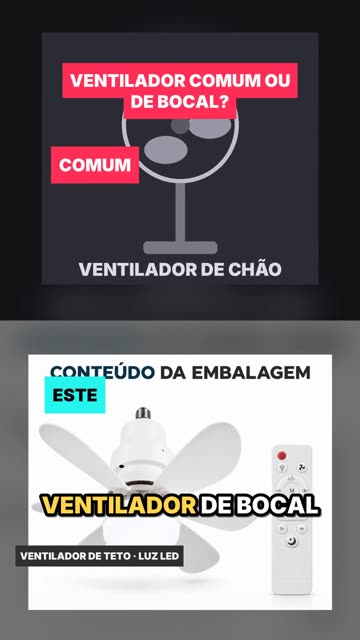 VENTILADOR COMUM OU
DE BOCAL?
COMUM
VENTILADOR DE CHÃO
CONTEÚDO DA EMBALAGEM
ESTE
VENTILADOR DE BOCAL
VENTILADOR DE TETO · LUZ LED